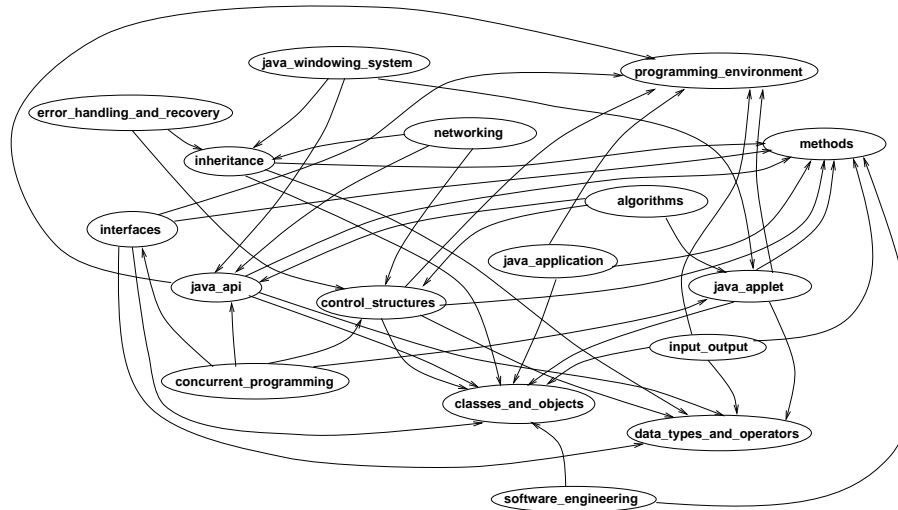 java_windowing_system
programming_environment
error_handling_and_recovery
networking
methods
inheritance
algorithms
interfaces
java_application
java_api
java_applet
control_structures
input_output
concurrent_programming
classes_and_objects
data_types_and_operators
software_engineering